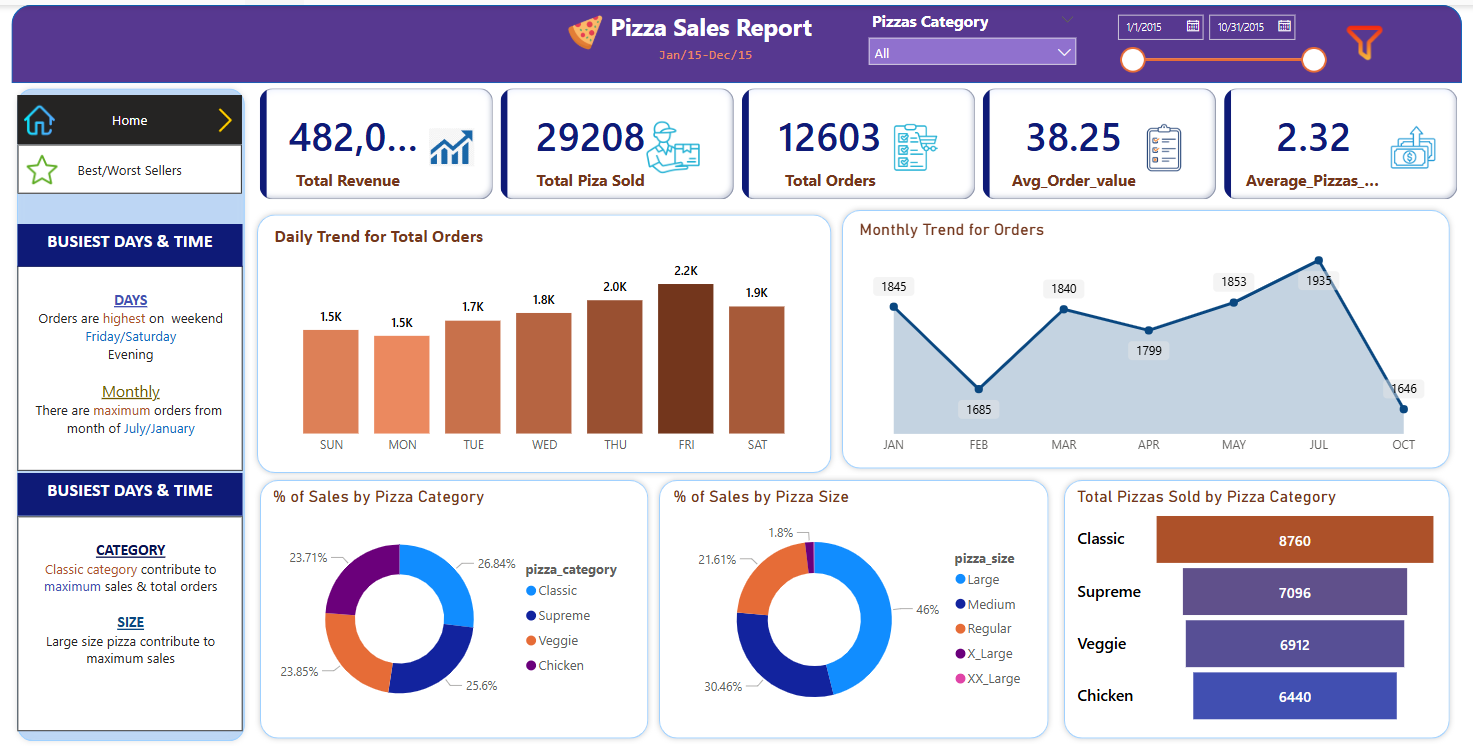 Pizza Sales Report
Jan/15-Dec/15
Pizzas Category
All
1/1/2015
10/31/2015
Home
Best/Worst Sellers
482,0...
Total Revenue
29208
Total Piza Sold
12603
Total Orders
38.25
Avg_Order_value
2.32
Average_Pizzas_...
BUSIEST DAYS & TIME
DAYS
Orders are highest on weekend
Friday/Saturday
Evening
Monthly
There are maximum orders from
month of July/January
BUSIEST DAYS & TIME
CATEGORY
Classic category contribute to
maximum sales & total orders
SIZE
Large size pizza contribute to
maximum sales
Daily Trend for Total Orders
1.5K
1.5K
1.7K
1.8K
2.0K
2.2K
1.9K
SUN MON TUE WED THU FRI SAT
Monthly Trend for Orders
1845
1685
1840
1799
1853
1935
1646
JAN FEB MAR APR MAY JUL OCT
% of Sales by Pizza Category
26.84%
25.6%
23.85%
23.71%
pizza_category
Classic
Supreme
Veggie
Chicken
% of Sales by Pizza Size
1.8%
21.61%
46%
30.46%
pizza_size
Large
Medium
Regular
X_Large
XX_Large
Total Pizzas Sold by Pizza Category
Classic 8760
Supreme 7096
Veggie 6912
Chicken 6440